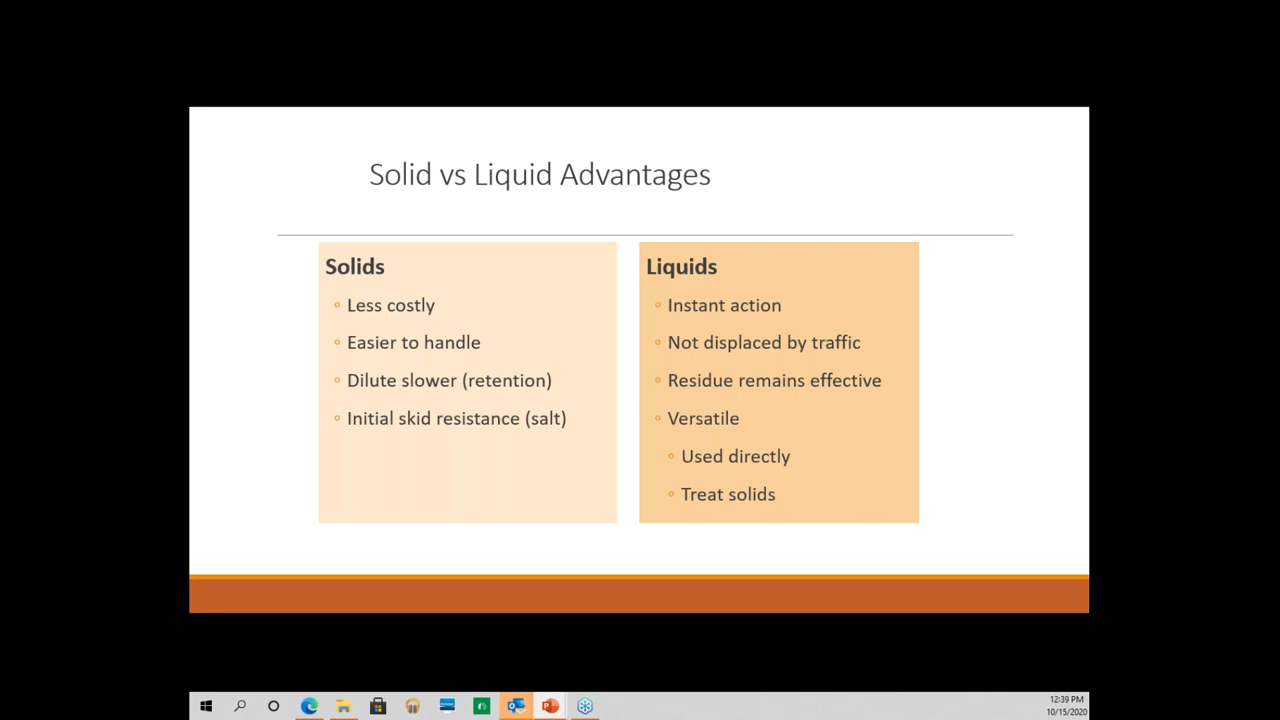 Solid vs Liquid Advantages
Solids
Less costly
Easier to handle
Dilute slower (retention)
Initial skid resistance (salt)
Liquids
Instant action
Not displaced by traffic
Residue remains effective
Versatile
Used directly
Treat solids
12:39 PM
10/15/2020